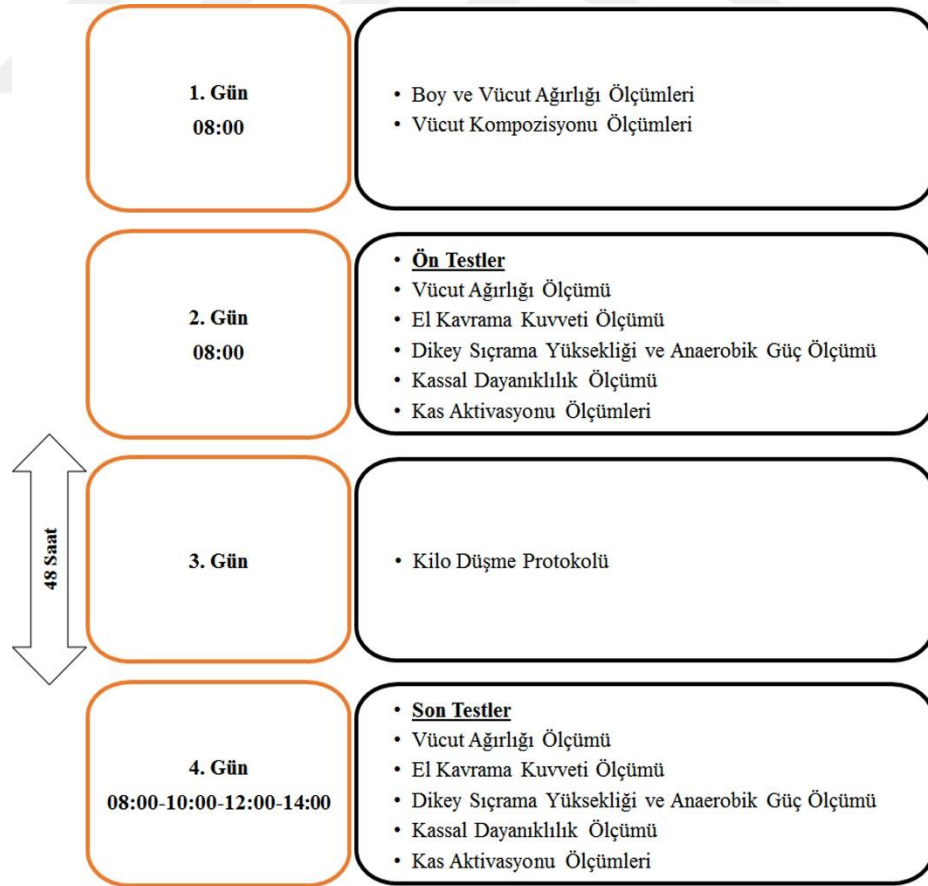 1. Gün
08:00
• Boy ve Vücut Ağırlığı Ölçümleri
• Vücut Kompozisyonu Ölçümleri
2. Gün
08:00
• Ön Testler
• Vücut Ağırlığı Ölçümü
• El Kavrama Kuvveti Ölçümü
• Dikey Sıçrama Yüksekliği ve Anaerobik Güç Ölçümü
• Kassal Dayanıklılık Ölçümü
• Kas Aktivasyonu Ölçümleri
48 Saat
3. Gün
• Kilo Düşme Protokolü
4. Gün
08:00-10:00-12:00-14:00
• Son Testler
• Vücut Ağırlığı Ölçümü
• El Kavrama Kuvveti Ölçümü
• Dikey Sıçrama Yüksekliği ve Anaerobik Güç Ölçümü
• Kassal Dayanıklılık Ölçümü
• Kas Aktivasyonu Ölçümleri